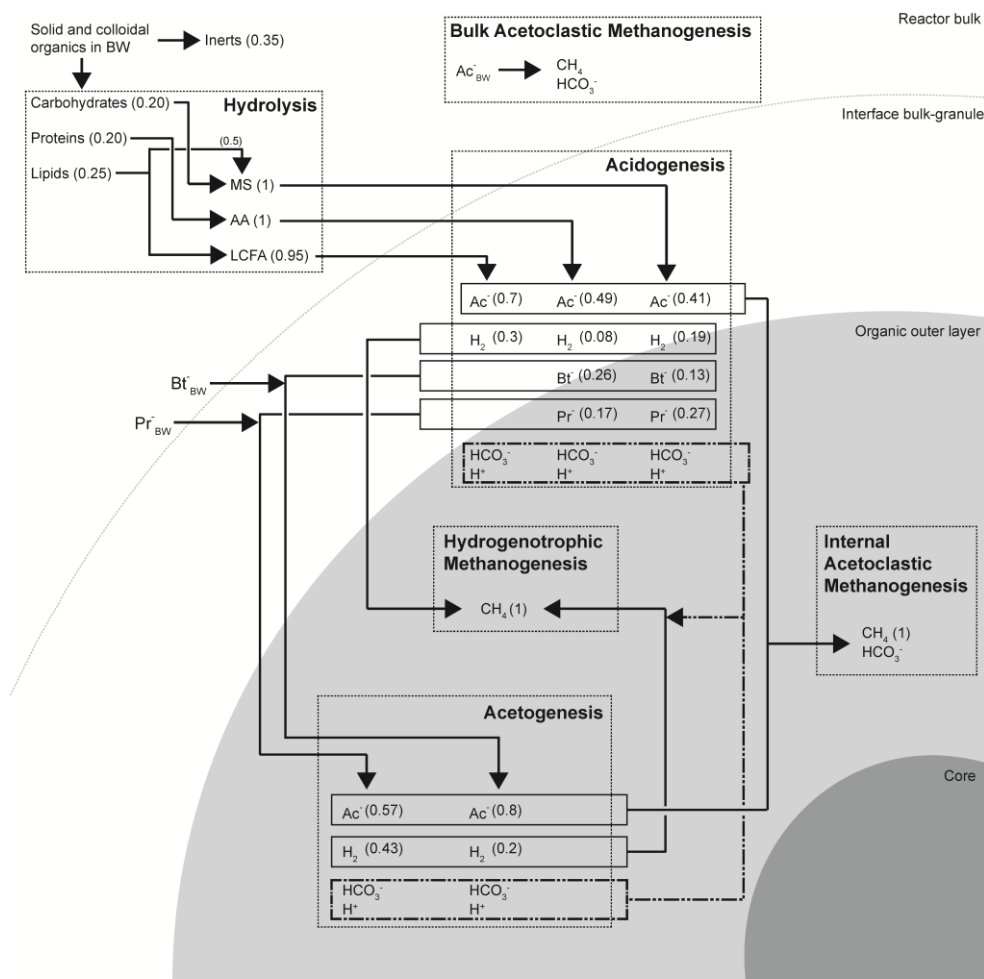 Reactor bulk
Solid and colloidal
organics in BW
Inerts (0.35)
Bulk Acetoclastic Methanogenesis
Ac⁻BW
CH₄
HCO₃⁻
Carbohydrates (0.20)
Hydrolysis
Proteins (0.20)
(0.5)
Lipids (0.25)
MS (1)
AA (1)
LCFA (0.95)
Interface bulk-granule
Acidogenesis
Ac⁻ (0.7) Ac⁻ (0.49) Ac⁻ (0.41)
Organic outer layer
H₂ (0.3) H₂ (0.08) H₂ (0.19)
Bt⁻BW
Bt⁻ (0.26) Bt⁻ (0.13)
Pr⁻BW
Pr⁻ (0.17) Pr⁻ (0.27)
HCO₃⁻ HCO₃⁻ HCO₃⁻
H⁺ H⁺ H⁺
Hydrogenotrophic
Methanogenesis
CH₄ (1)
Internal
Acetoclastic
Methanogenesis
CH₄ (1)
HCO₃⁻
Acetogenesis
Core
Ac⁻ (0.57) Ac⁻ (0.8)
H₂ (0.43) H₂ (0.2)
HCO₃⁻ HCO₃⁻
H⁺ H⁺